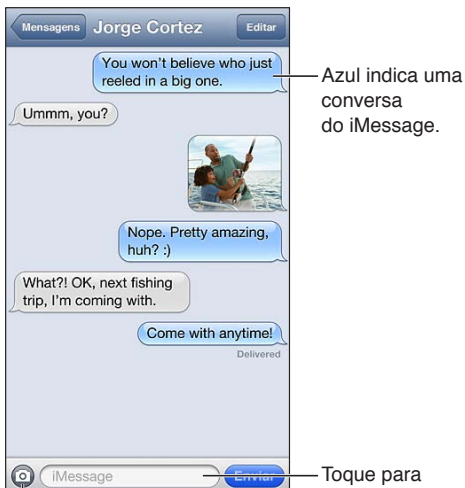 Mensagens Jorge Cortez Editar
You won't believe who just
reeled in a big one.
Azul indica uma
conversa
do iMessage.
Ummm, you?
Nope. Pretty amazing,
huh? :)
What?! OK, next fishing
trip, I'm coming with.
Come with anytime!
Delivered
iMessage Enviar
Toque para